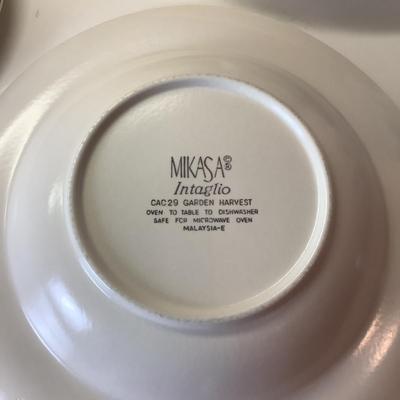 MIKASA©®
Intaglio
CAC29 GARDEN HARVEST
OVEN TO TABLE TO DISHWASHER
SAFE FOR MICROWAVE OVEN
MALAYSIA-E